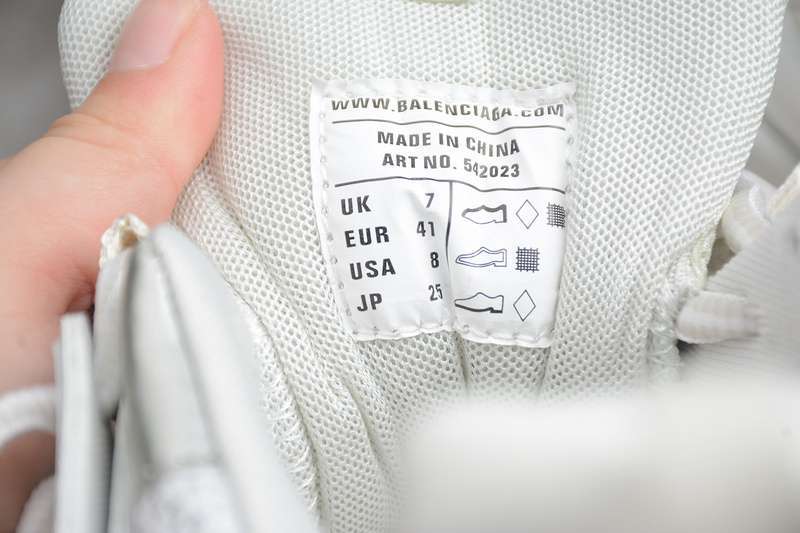 WWW.BALENCIAGA.COM
MADE IN CHINA
ART NO. 542023
UK 7
EUR 41
USA 8
JP 25